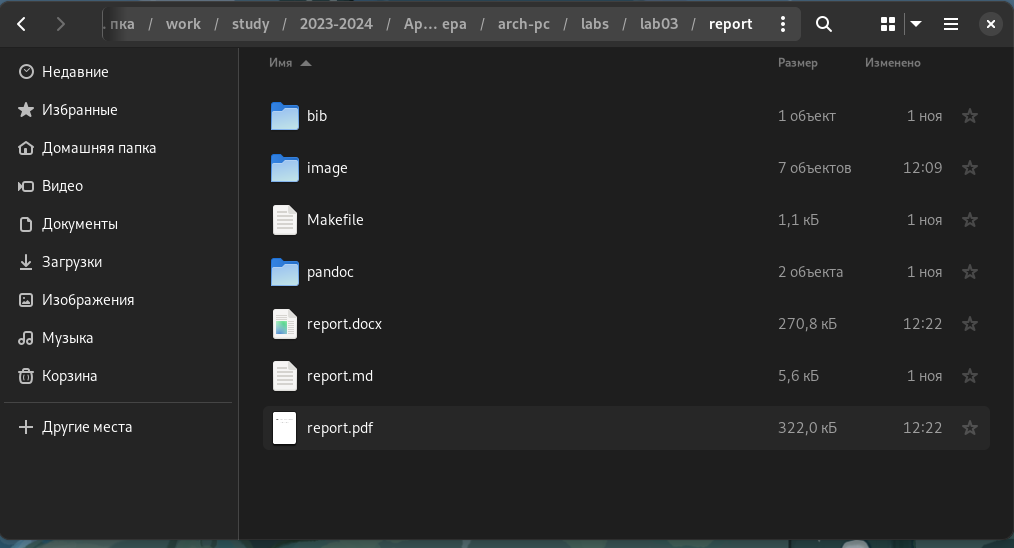 . пка / work / study / 2023-2024 / Ар… ера / arch-pc / labs / lab03 / report
Недавние
Избранные
Домашняя папка
Видео
Документы
Загрузки
Изображения
Музыка
Корзина
Другие места
Имя Размер Изменено
bib 1 объект 1 ноя
image 7 объектов 12:09
Makefile 1,1 кБ 1 ноя
pandoc 2 объекта 1 ноя
report.docx 270,8 кБ 12:22
report.md 5,6 кБ 1 ноя
report.pdf 322,0 кБ 12:22